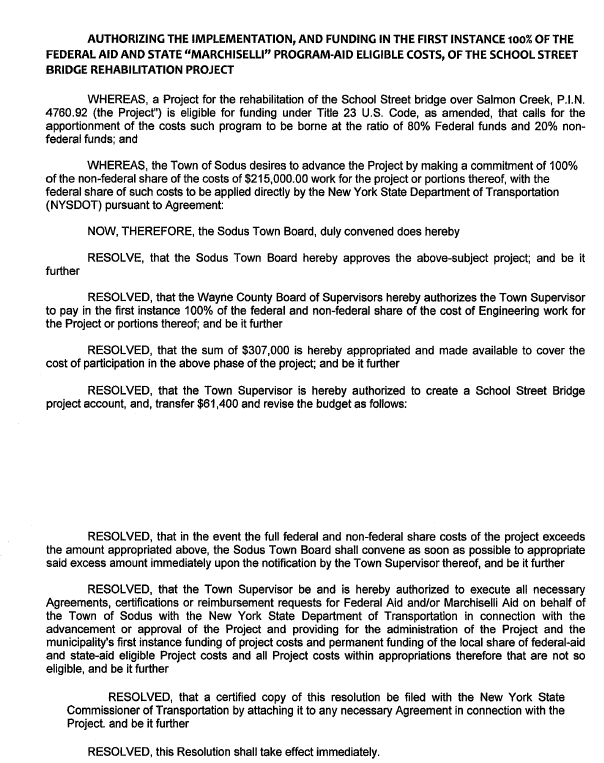 AUTHORIZING THE IMPLEMENTATION, AND FUNDING IN THE FIRST INSTANCE 100% OF THE
FEDERAL AID AND STATE “MARCHISELLI” PROGRAM-AID ELIGIBLE COSTS, OF THE SCHOOL STREET
BRIDGE REHABILITATION PROJECT
WHEREAS, a Project for the rehabilitation of the School Street bridge over Salmon Creek, P.I.N.
4760.92 (the Project") is eligible for funding under Title 23 U.S. Code, as amended, that calls for the
apportionment of the costs such program to be borne at the ratio of 80% Federal funds and 20% non-
federal funds; and
WHEREAS, the Town of Sodus desires to advance the Project by making a commitment of 100%
of the non-federal share of the costs of $215,000.00 work for the project or portions thereof, with the
federal share of such costs to be applied directly by the New York State Department of Transportation
(NYSDOT) pursuant to Agreement:
NOW, THEREFORE, the Sodus Town Board, duly convened does hereby
RESOLVE, that the Sodus Town Board hereby approves the above-subject project; and be it
further
RESOLVED, that the Wayne County Board of Supervisors hereby authorizes the Town Supervisor
to pay in the first instance 100% of the federal and non-federal share of the cost of Engineering work for
the Project or portions thereof; and be it further
RESOLVED, that the sum of $307,000 is hereby appropriated and made available to cover the
cost of participation in the above phase of the project; and be it further
RESOLVED, that the Town Supervisor is hereby authorized to create a School Street Bridge
project account, and, transfer $61,400 and revise the budget as follows:
RESOLVED, that in the event the full federal and non-federal share costs of the project exceeds
the amount appropriated above, the Sodus Town Board shall convene as soon as possible to appropriate
said excess amount immediately upon the notification by the Town Supervisor thereof, and be it further
RESOLVED, that the Town Supervisor be and is hereby authorized to execute all necessary
Agreements, certifications or reimbursement requests for Federal Aid and/or Marchiselli Aid on behalf of
the Town of Sodus with the New York State Department of Transportation in connection with the
advancement or approval of the Project and providing for the administration of the Project and the
municipality's first instance funding of project costs and permanent funding of the local share of federal-aid
and state-aid eligible Project costs and all Project costs within appropriations therefore that are not so
eligible, and be it further
RESOLVED, that a certified copy of this resolution be filed with the New York State
Commissioner of Transportation by attaching it to any necessary Agreement in connection with the
Project. and be it further
RESOLVED, this Resolution shall take effect immediately.